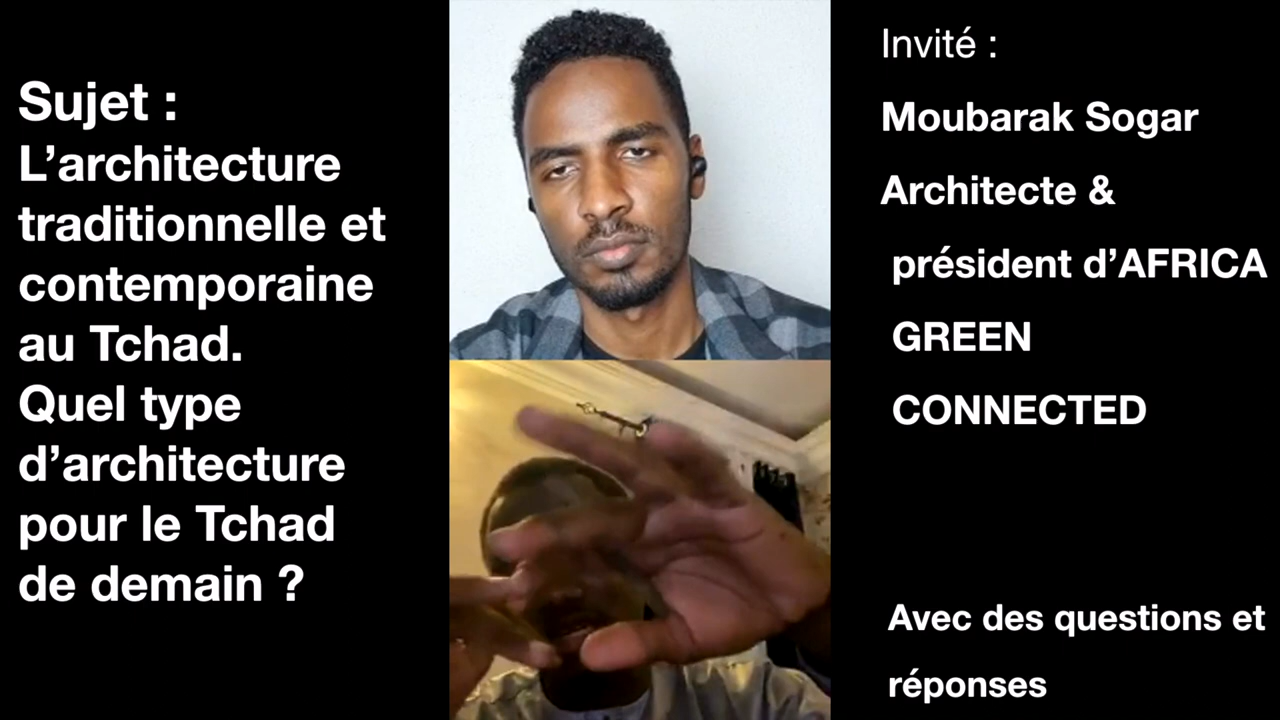 Sujet :
L’architecture
traditionnelle et
contemporaine
au Tchad.
Quel type
d’architecture
pour le Tchad
de demain ?
Invité :
Moubarak Sogar
Architecte &
président d’AFRICA
GREEN
CONNECTED
Avec des questions et
réponses